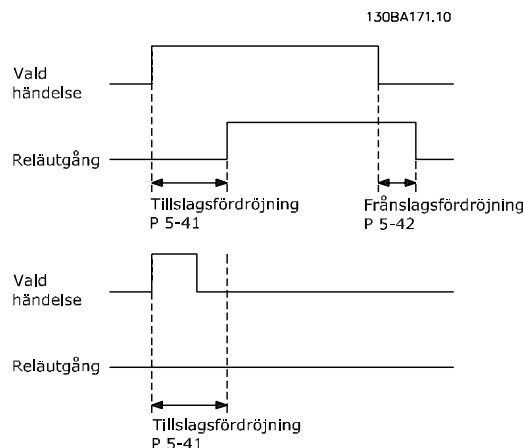 130BA171.10
Vald
händelse
Reläutgång
Tillslagsfördröjning
P 5-41
Frånslagsfördröjning
P 5-42
Vald
händelse
Reläutgång
Tillslagsfördröjning
P 5-41